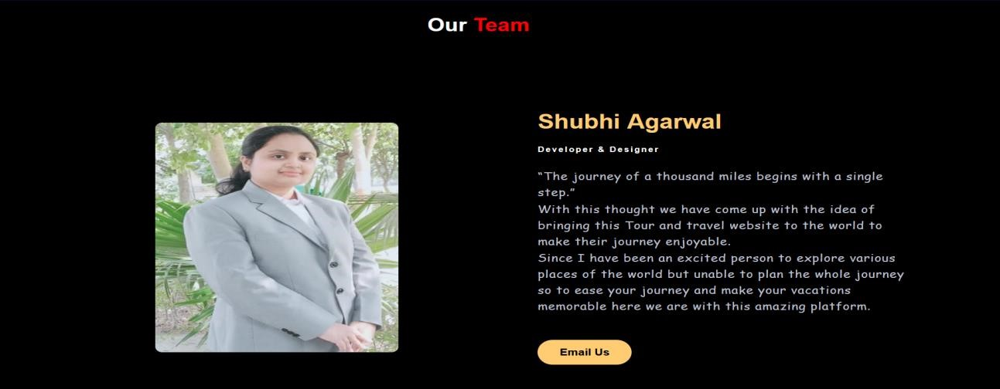 Our Team
Shubhi Agarwal
Developer & Designer
“The journey of a thousand miles begins with a single
step.”
With this thought we have come up with the idea of
bringing this Tour and travel website to the world to
make their journey enjoyable.
Since I have been an excited person to explore various
places of the world but unable to plan the whole journey
so to ease your journey and make your vacations
memorable here we are with this amazing platform.
Email Us